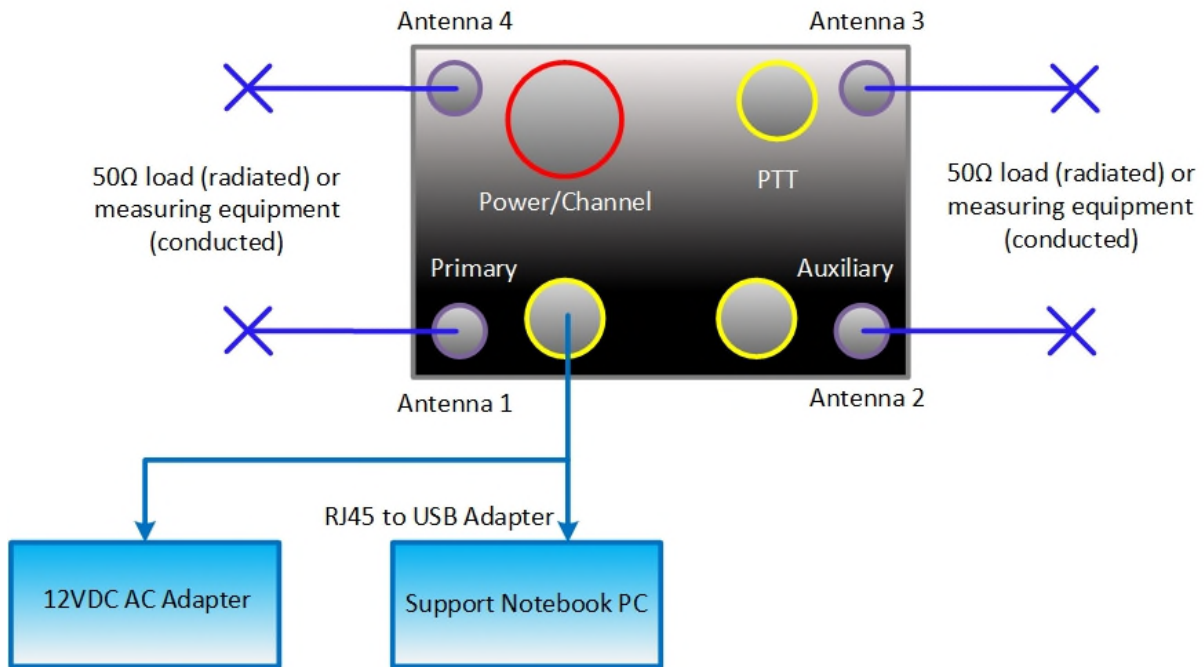 Antenna 4
Antenna 3
50Ω load (radiated) or
measuring equipment
(conducted)
Power/Channel
PTT
50Ω load (radiated) or
measuring equipment
(conducted)
Primary
Auxiliary
Antenna 1
Antenna 2
RJ45 to USB Adapter
12VDC AC Adapter
Support Notebook PC